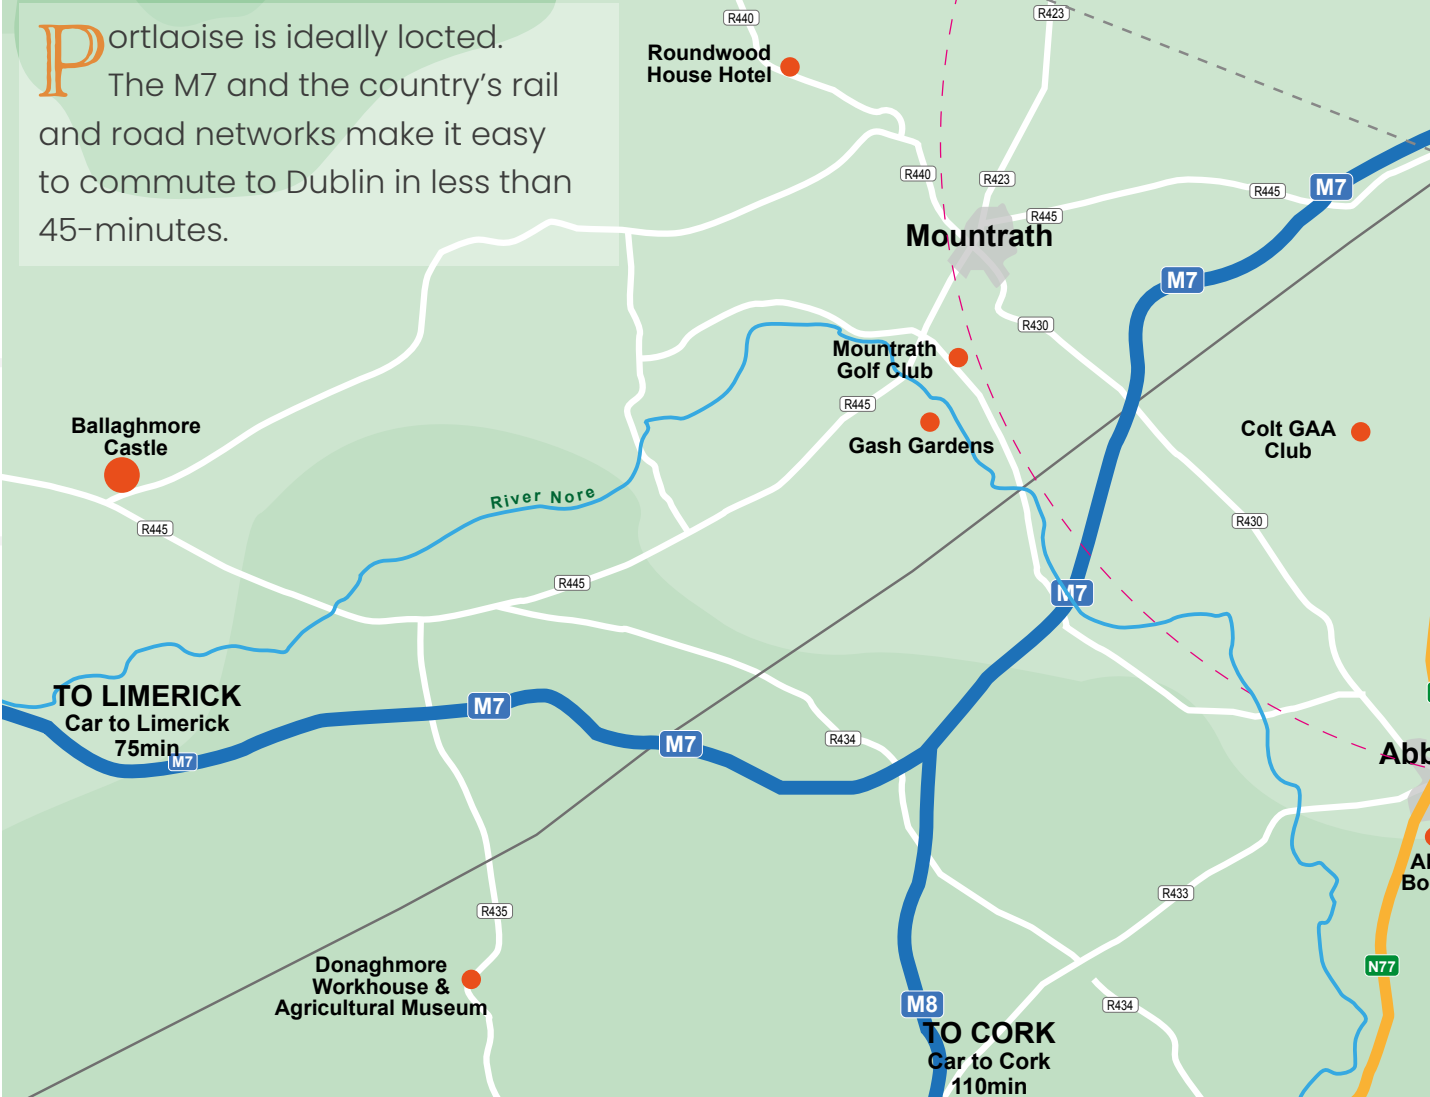 Portlaoise is ideally locted.
The M7 and the country's rail
and road networks make it easy
to commute to Dublin in less than
45-minutes.
R440
R423
Roundwood
House Hotel
R440
R423
R445
M7
R445
Mountrath
M7
R430
Mountrath
Golf Club
R445
Gash Gardens
Colt GAA
Club
Ballaghmore
Castle
River Nore
R445
R430
R445
M7
TO LIMERICK
Car to Limerick
75min
M7
M7
M7
R434
Abb
Al
Bo
R433
R435
N77
Donaghmore
Workhouse &
Agricultural Museum
M8
R434
TO CORK
Car to Cork
110min